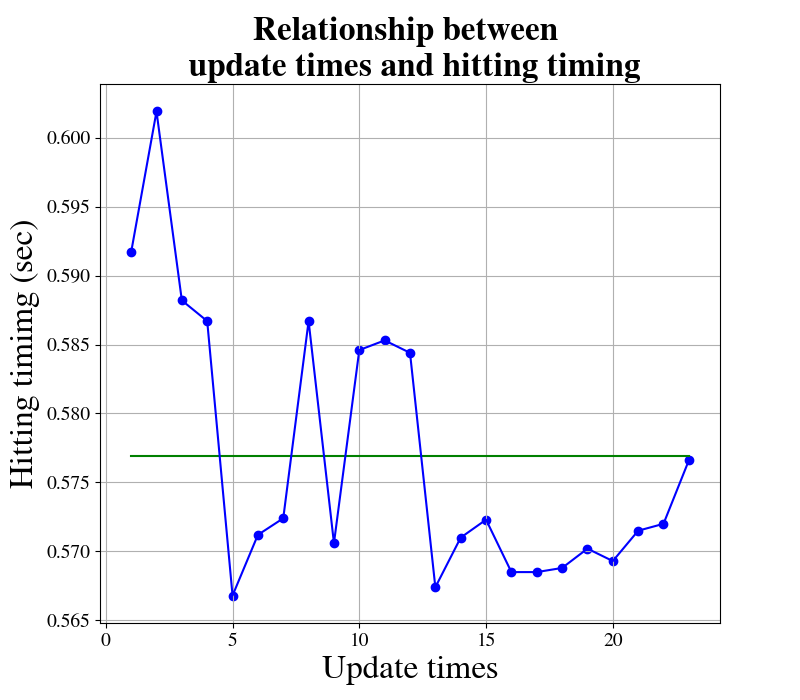 Relationship between
update times and hitting timing
Hitting timimg (sec)
0.600
0.595
0.590
0.585
0.580
0.575
0.570
0.565
0 5 10 15 20
Update times